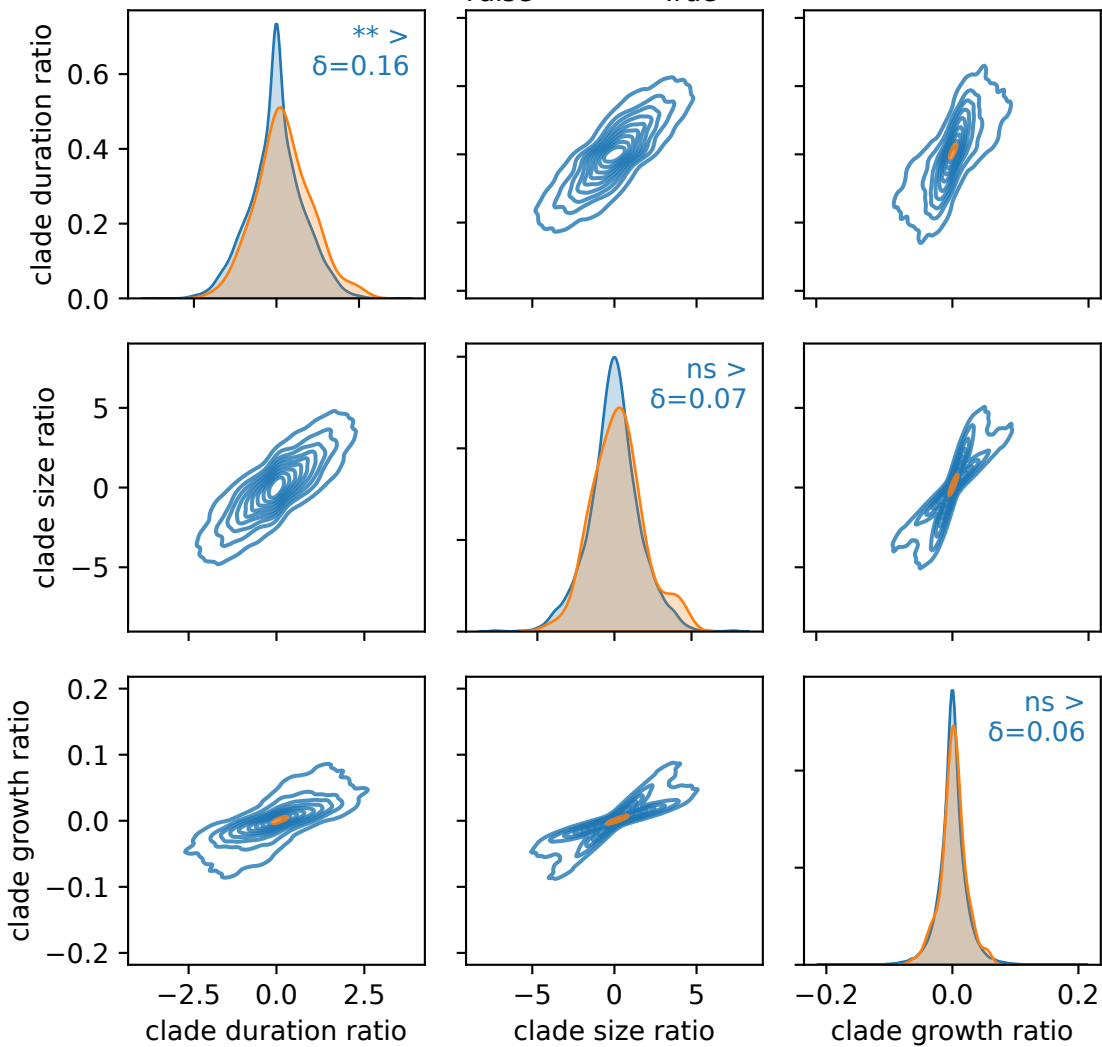 clade duration ratio
0.6
0.4
0.2
0.0
** >
δ=0.16
clade size ratio
5
0
−5
ns >
δ=0.07
clade growth ratio
0.2
0.1
0.0
−0.1
−0.2
ns >
δ=0.06
−2.5
0.0
2.5
−5
0
5
−0.2
0.0
0.2
clade duration ratio
clade size ratio
clade growth ratio